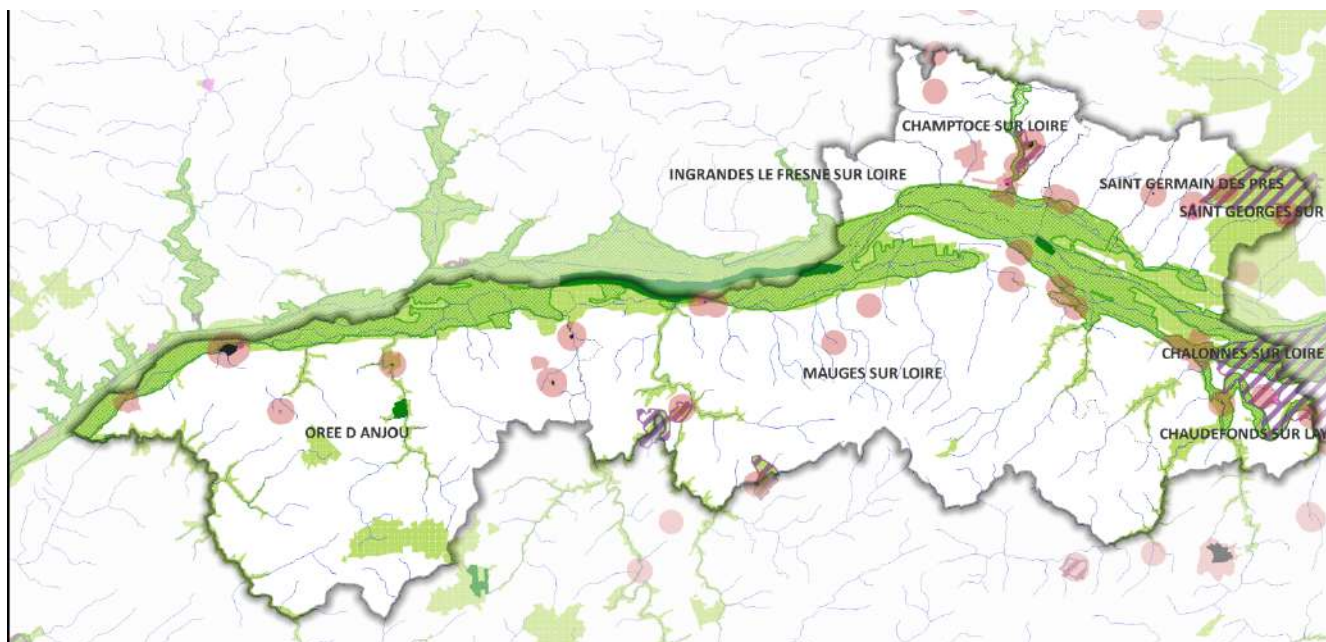 CHAMPTOCE SUR LOIRE
INGRANDES LE FRESNE SUR LOIRE
SAINT GERMAIN DES PRES
SAINT GEORGES SUR
CHALONNES SUR LOIRE
MAUGES SUR LOIRE
OREE D ANJOU
CHAUDEFONDS SUR LAY